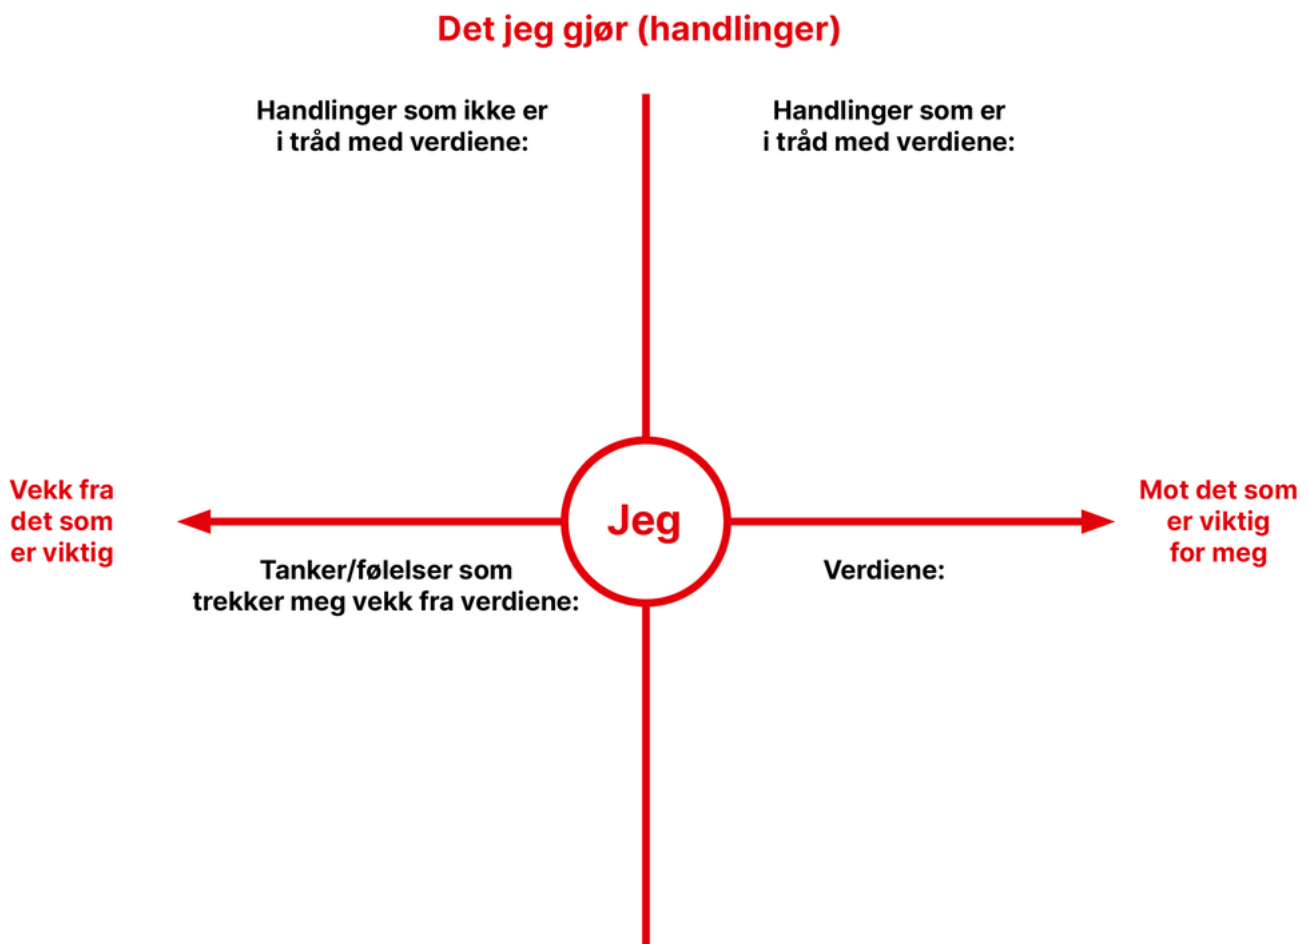 Det jeg gjør (handlinger)
Handlinger som ikke er
i tråd med verdiene:
Handlinger som er
i tråd med verdiene:
Vekk fra
det som
er viktig
Jeg
Mot det som
er viktig
for meg
Tanker/følelser som
trekker meg vekk fra verdiene:
Verdiene: